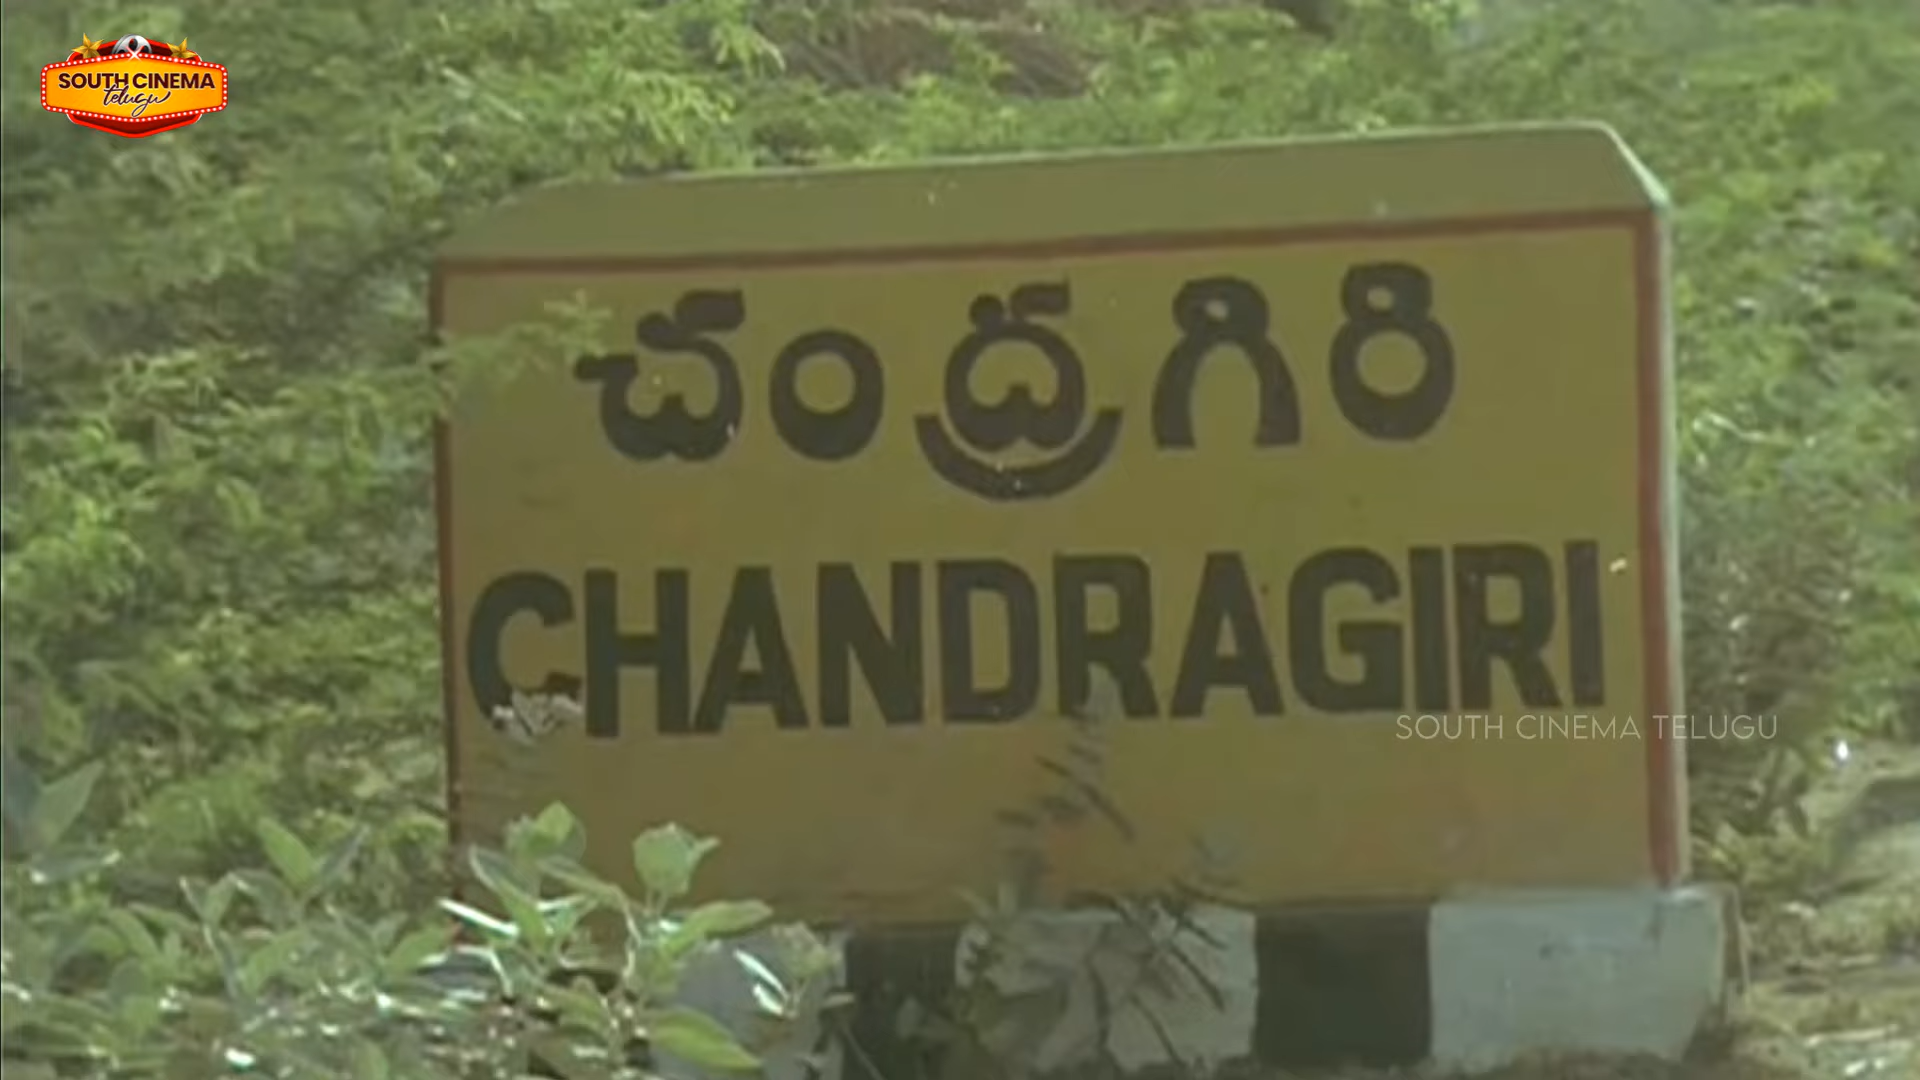 SOUTH CINEMA
telugu
చంద్రగిరి
CHANDRAGIRI
SOUTH CINEMA TELUGU